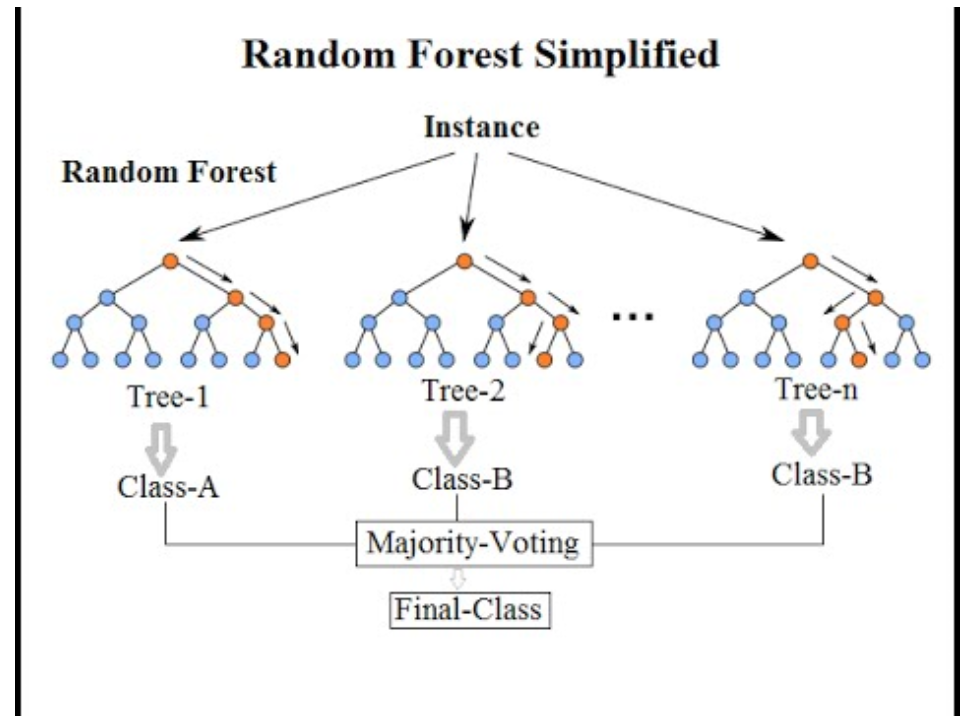 Random Forest Simplified
Instance
Random Forest
...
Tree-1
Tree-2
Tree-n
Class-A
Class-B
Class-B
Majority-Voting
Final-Class